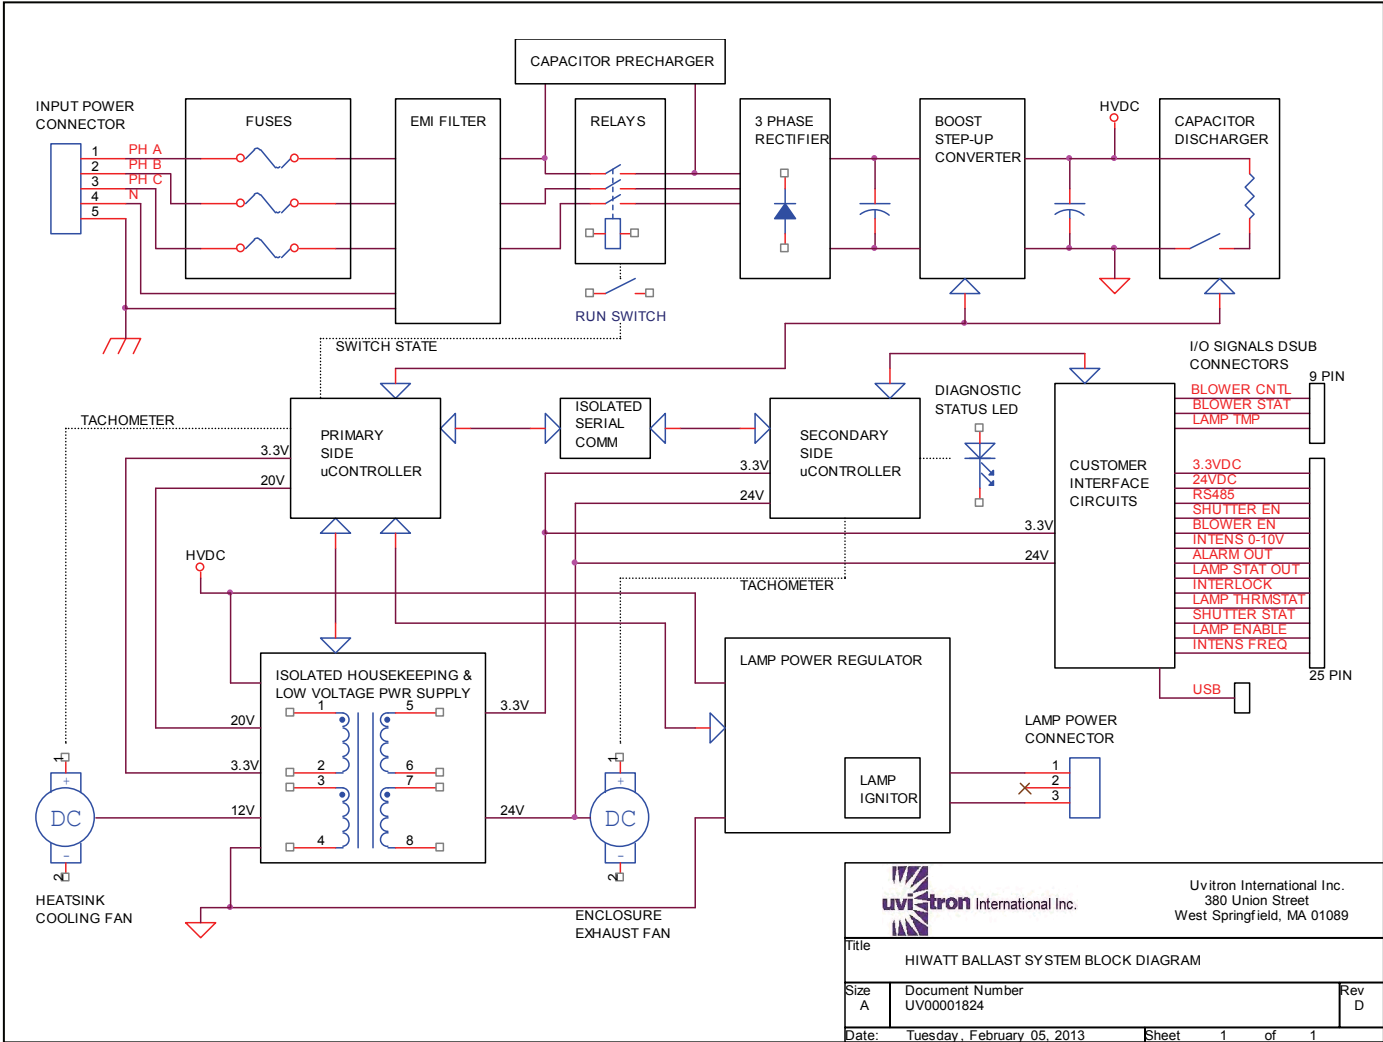 CAPACITOR PRECHARGER
INPUT POWER
CONNECTOR
FUSES
EMI FILTER
RELAYS
3 PHASE
RECTIFIER
BOOST
STEP-UP
CONVERTER
HVDC
CAPACITOR
DISCHARGER
1 PH A
2 PH B
3 PH C
4 N
5
RUN SWITCH
SWITCH STATE
I/O SIGNALS DSUB
CONNECTORS
9 PIN
BLOWER CNTL
BLOWER STAT
LAMP TMP
TACHOMETER
3.3V
20V
PRIMARY
SIDE
uCONTROLLER
ISOLATED
SERIAL
COMM
SECONDARY
SIDE
uCONTROLLER
3.3V
24V
DIAGNOSTIC
STATUS LED
CUSTOMER
INTERFACE
CIRCUITS
3.3V
24V
3.3VDC
24VDC
RS485
SHUTTER EN
BLOWER EN
INTENS 0-10V
ALARM OUT
LAMP STAT OUT
INTERLOCK
LAMP THRMSTAT
SHUTTER STAT
LAMP ENABLE
INTENS FREQ
25 PIN
USB
HVDC
TACHOMETER
ISOLATED HOUSEKEEPING &
LOW VOLTAGE PWR SUPPLY
1 5
2 6
3 7
4 8
20V
3.3V
12V
3.3V
24V
LAMP POWER REGULATOR
LAMP
IGNITOR
LAMP POWER
CONNECTOR
1
2
3
1
+
DC
-
2
HEATSINK
COOLING FAN
1
+
DC
-
2
ENCLOSURE
EXHAUST FAN
uvitron International Inc.
Uvitron International Inc.
380 Union Street
West Springfield, MA 01089
Title
HIWATT BALLAST SYSTEM BLOCK DIAGRAM
Size
A
Document Number
UV00001824
Rev
D
Date: Tuesday, February 05, 2013 Sheet 1 of 1